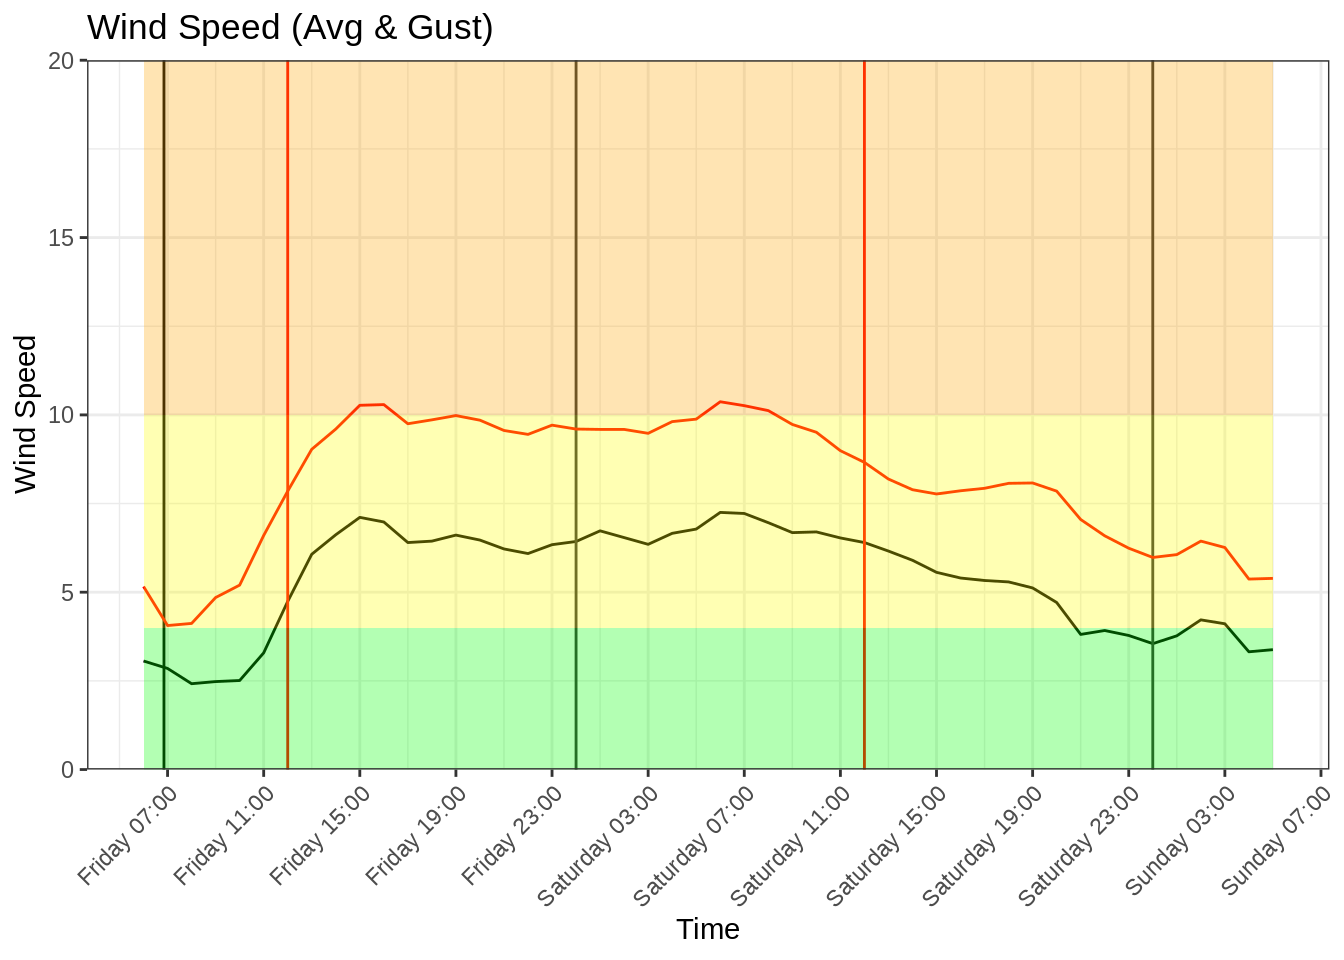 Wind Speed (Avg & Gust)
Wind Speed
20
15
10
5
0
Friday 07:00
Friday 11:00
Friday 15:00
Friday 19:00
Friday 23:00
Saturday 03:00
Saturday 07:00
Saturday 11:00
Saturday 15:00
Saturday 19:00
Saturday 23:00
Sunday 03:00
Sunday 07:00
Time